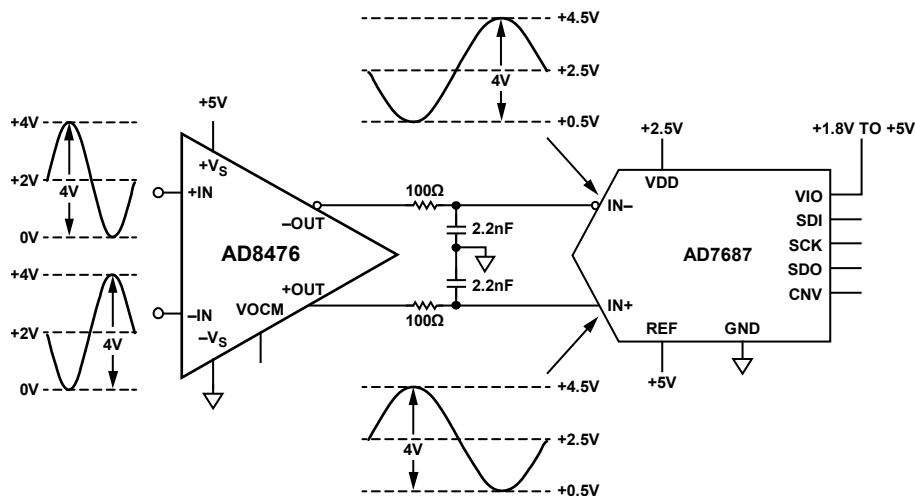 +4.5V
+2.5V
4V
+0.5V
+5V
+4V
+2V
4V
0V
+VS
+IN
–OUT
AD8476
+OUT
VOCM
–IN
–VS
+4V
+2V
4V
0V
100Ω
2.2nF
2.2nF
100Ω
+2.5V
+1.8V TO +5V
VDD
IN–
VIO
SDI
SCK
SDO
CNV
AD7687
IN+
REF
GND
+5V
+4.5V
+2.5V
4V
+0.5V